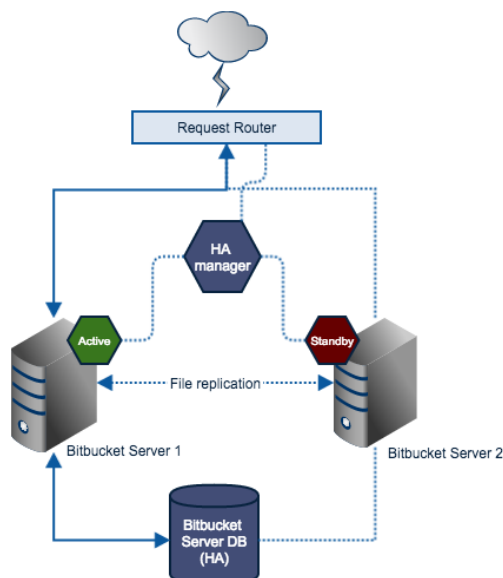 Request Router
HA
manager
Active
Standby
File replication
Bitbucket Server 1
Bitbucket Server 2
Bitbucket
Server DB
(HA)